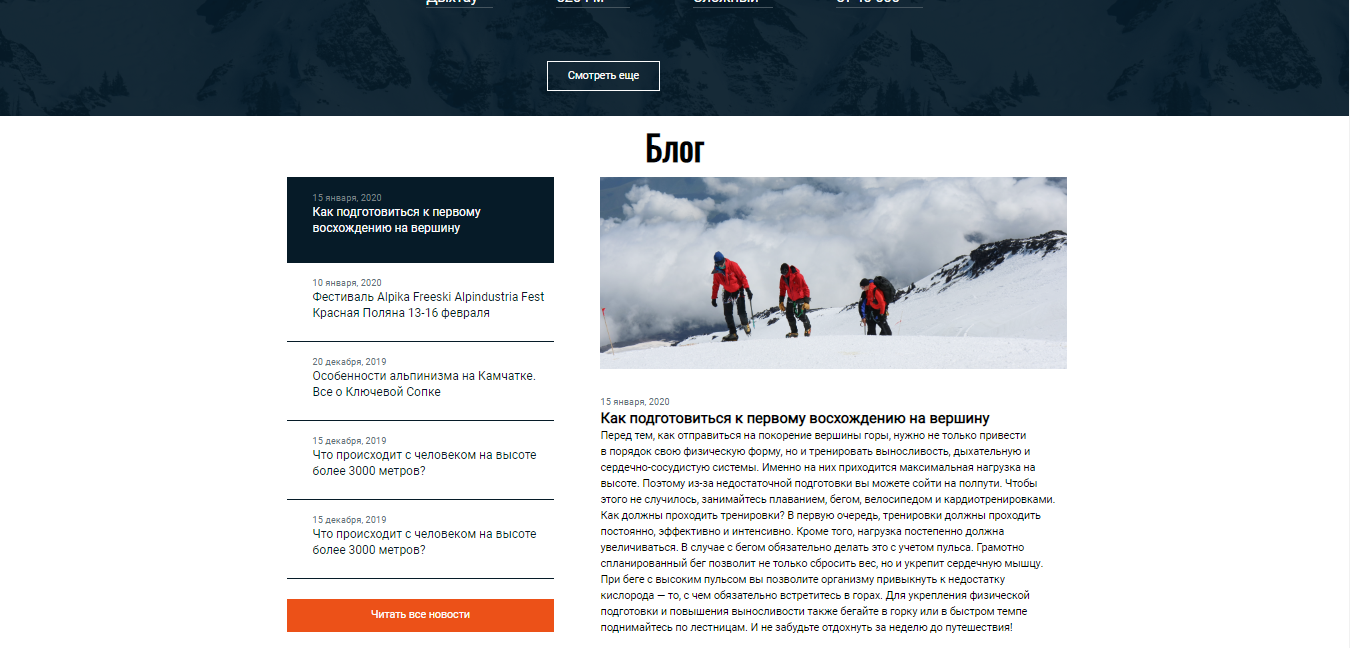 Смотреть еще
Блог
15 января, 2020
Как подготовиться к первому
восхождению на вершину
10 января, 2020
Фестиваль Alpika Freeski Alpindustria Fest
Красная Поляна 13-16 февраля
20 декабря, 2019
Особенности альпинизма на Камчатке.
Все о Ключевой Сопке
15 декабря, 2019
Что происходит с человеком на высоте
более 3000 метров?
15 декабря, 2019
Что происходит с человеком на высоте
более 3000 метров?
Читать все новости
15 января, 2020
Как подготовиться к первому восхождению на вершину
Перед тем, как отправиться на покорение вершины горы, нужно не только привести
в порядок свою физическую форму, но и тренировать выносливость, дыхательную и
сердечно-сосудистую системы. Именно на них приходится максимальная нагрузка на
высоте. Поэтому из-за недостаточной подготовки вы можете сойти на полпути. Чтобы
этого не случилось, занимайтесь плаванием, бегом, велосипедом и кардиотренировками.
Как должны проходить тренировки? В первую очередь, тренировки должны проходить
постоянно, эффективно и интенсивно. Кроме того, нагрузка постепенно должна
увеличиваться. В случае с бегом обязательно делать это с учетом пульса. Грамотно
спланированный бег позволит не только сбросить вес, но и укрепит сердечную мышцу.
При беге с высоким пульсом вы позволите организму привыкнуть к недостатку
кислорода — то, с чем обязательно встретитесь в горах. Для укрепления физической
подготовки и повышения выносливости также бегайте в горку или в быстром темпе
поднимайтесь по лестницам. И не забудьте отдохнуть за неделю до путешествия!